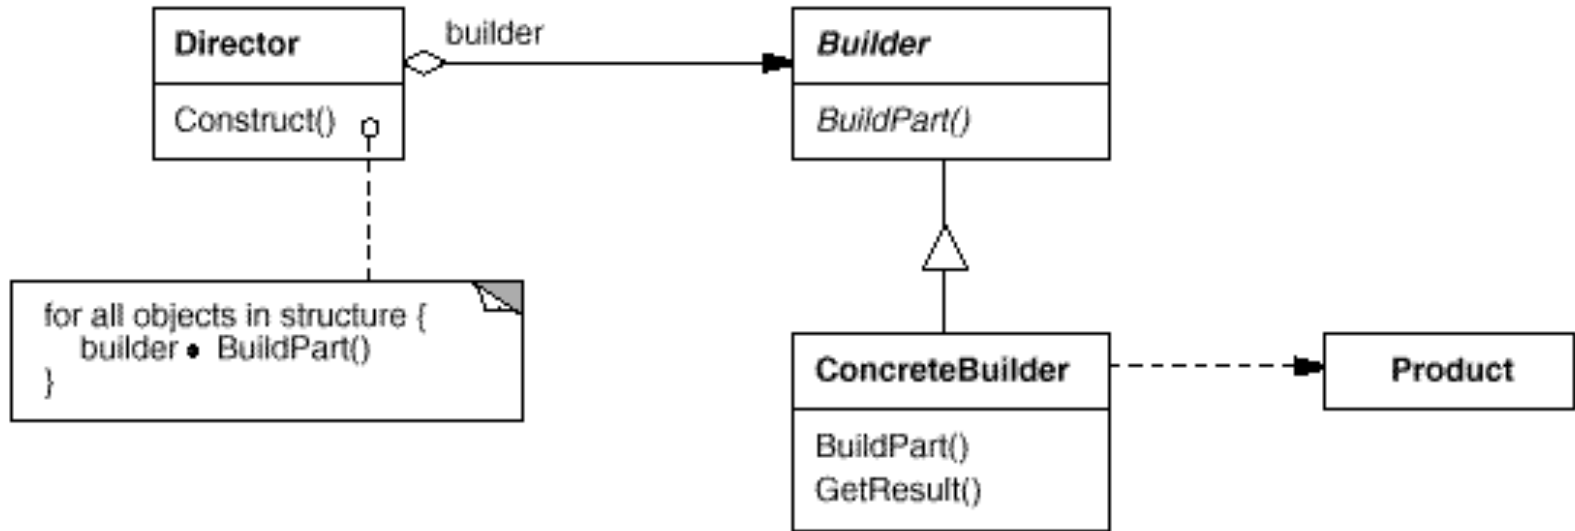 Director
Construct()
builder
Builder
BuildPart()
for all objects in structure {
builder • BuildPart()
}
ConcreteBuilder
BuildPart()
GetResult()
Product